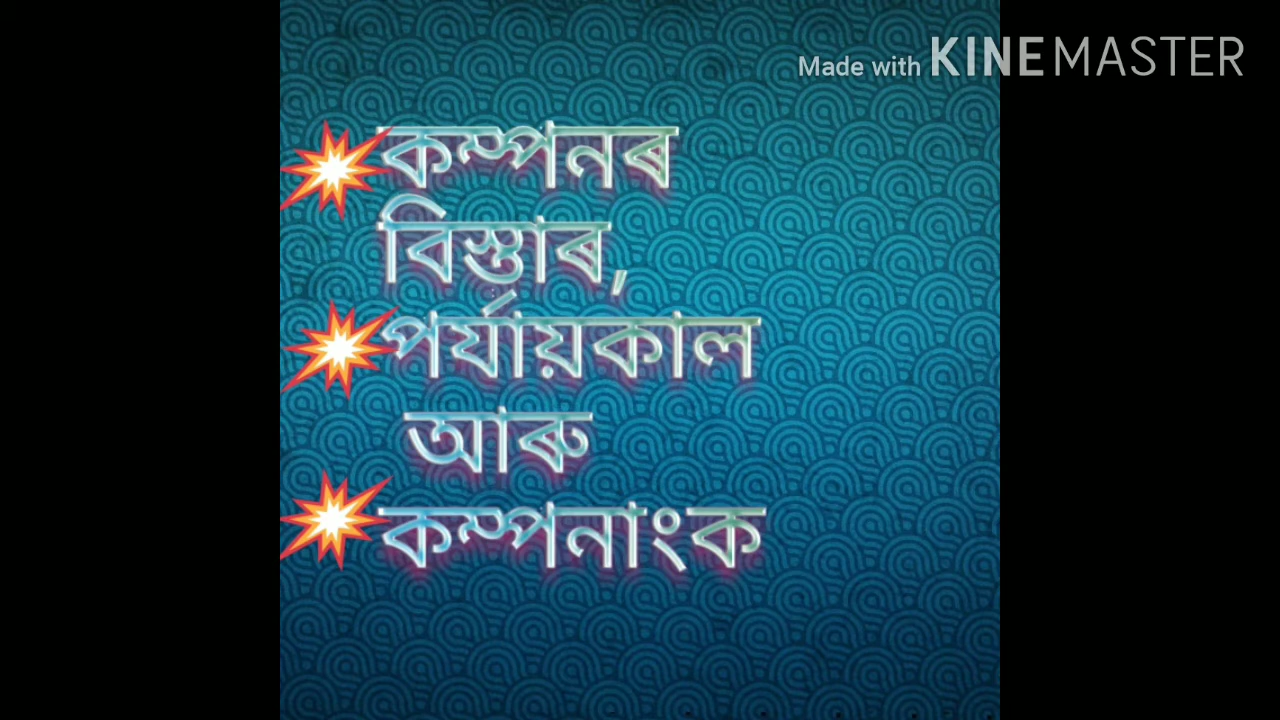 Made with KINEMASTER
কম্পনৰ
বিস্তাৰ,
পৰ্যায়কাল
আৰু
কম্পনাংক